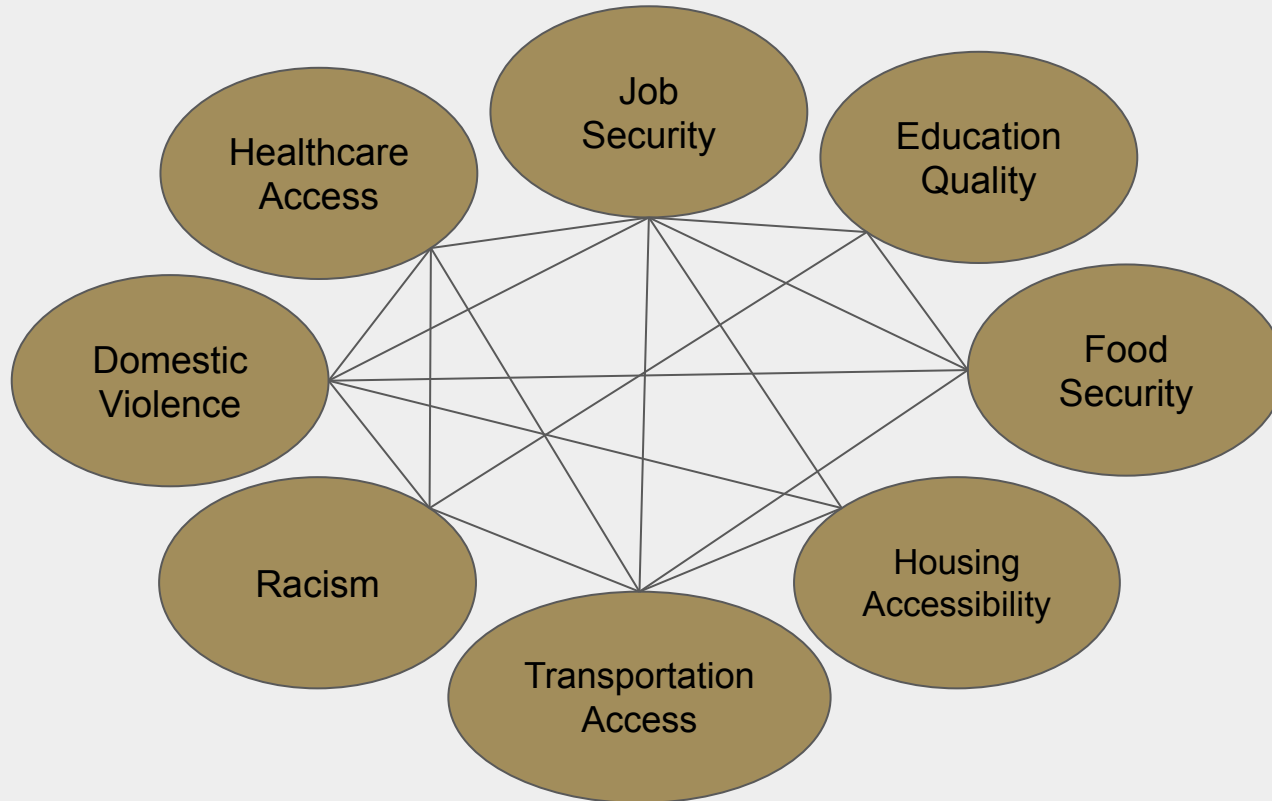 Job
Security
Education
Quality
Healthcare
Access
Food
Security
Domestic
Violence
Housing
Accessibility
Racism
Transportation
Access